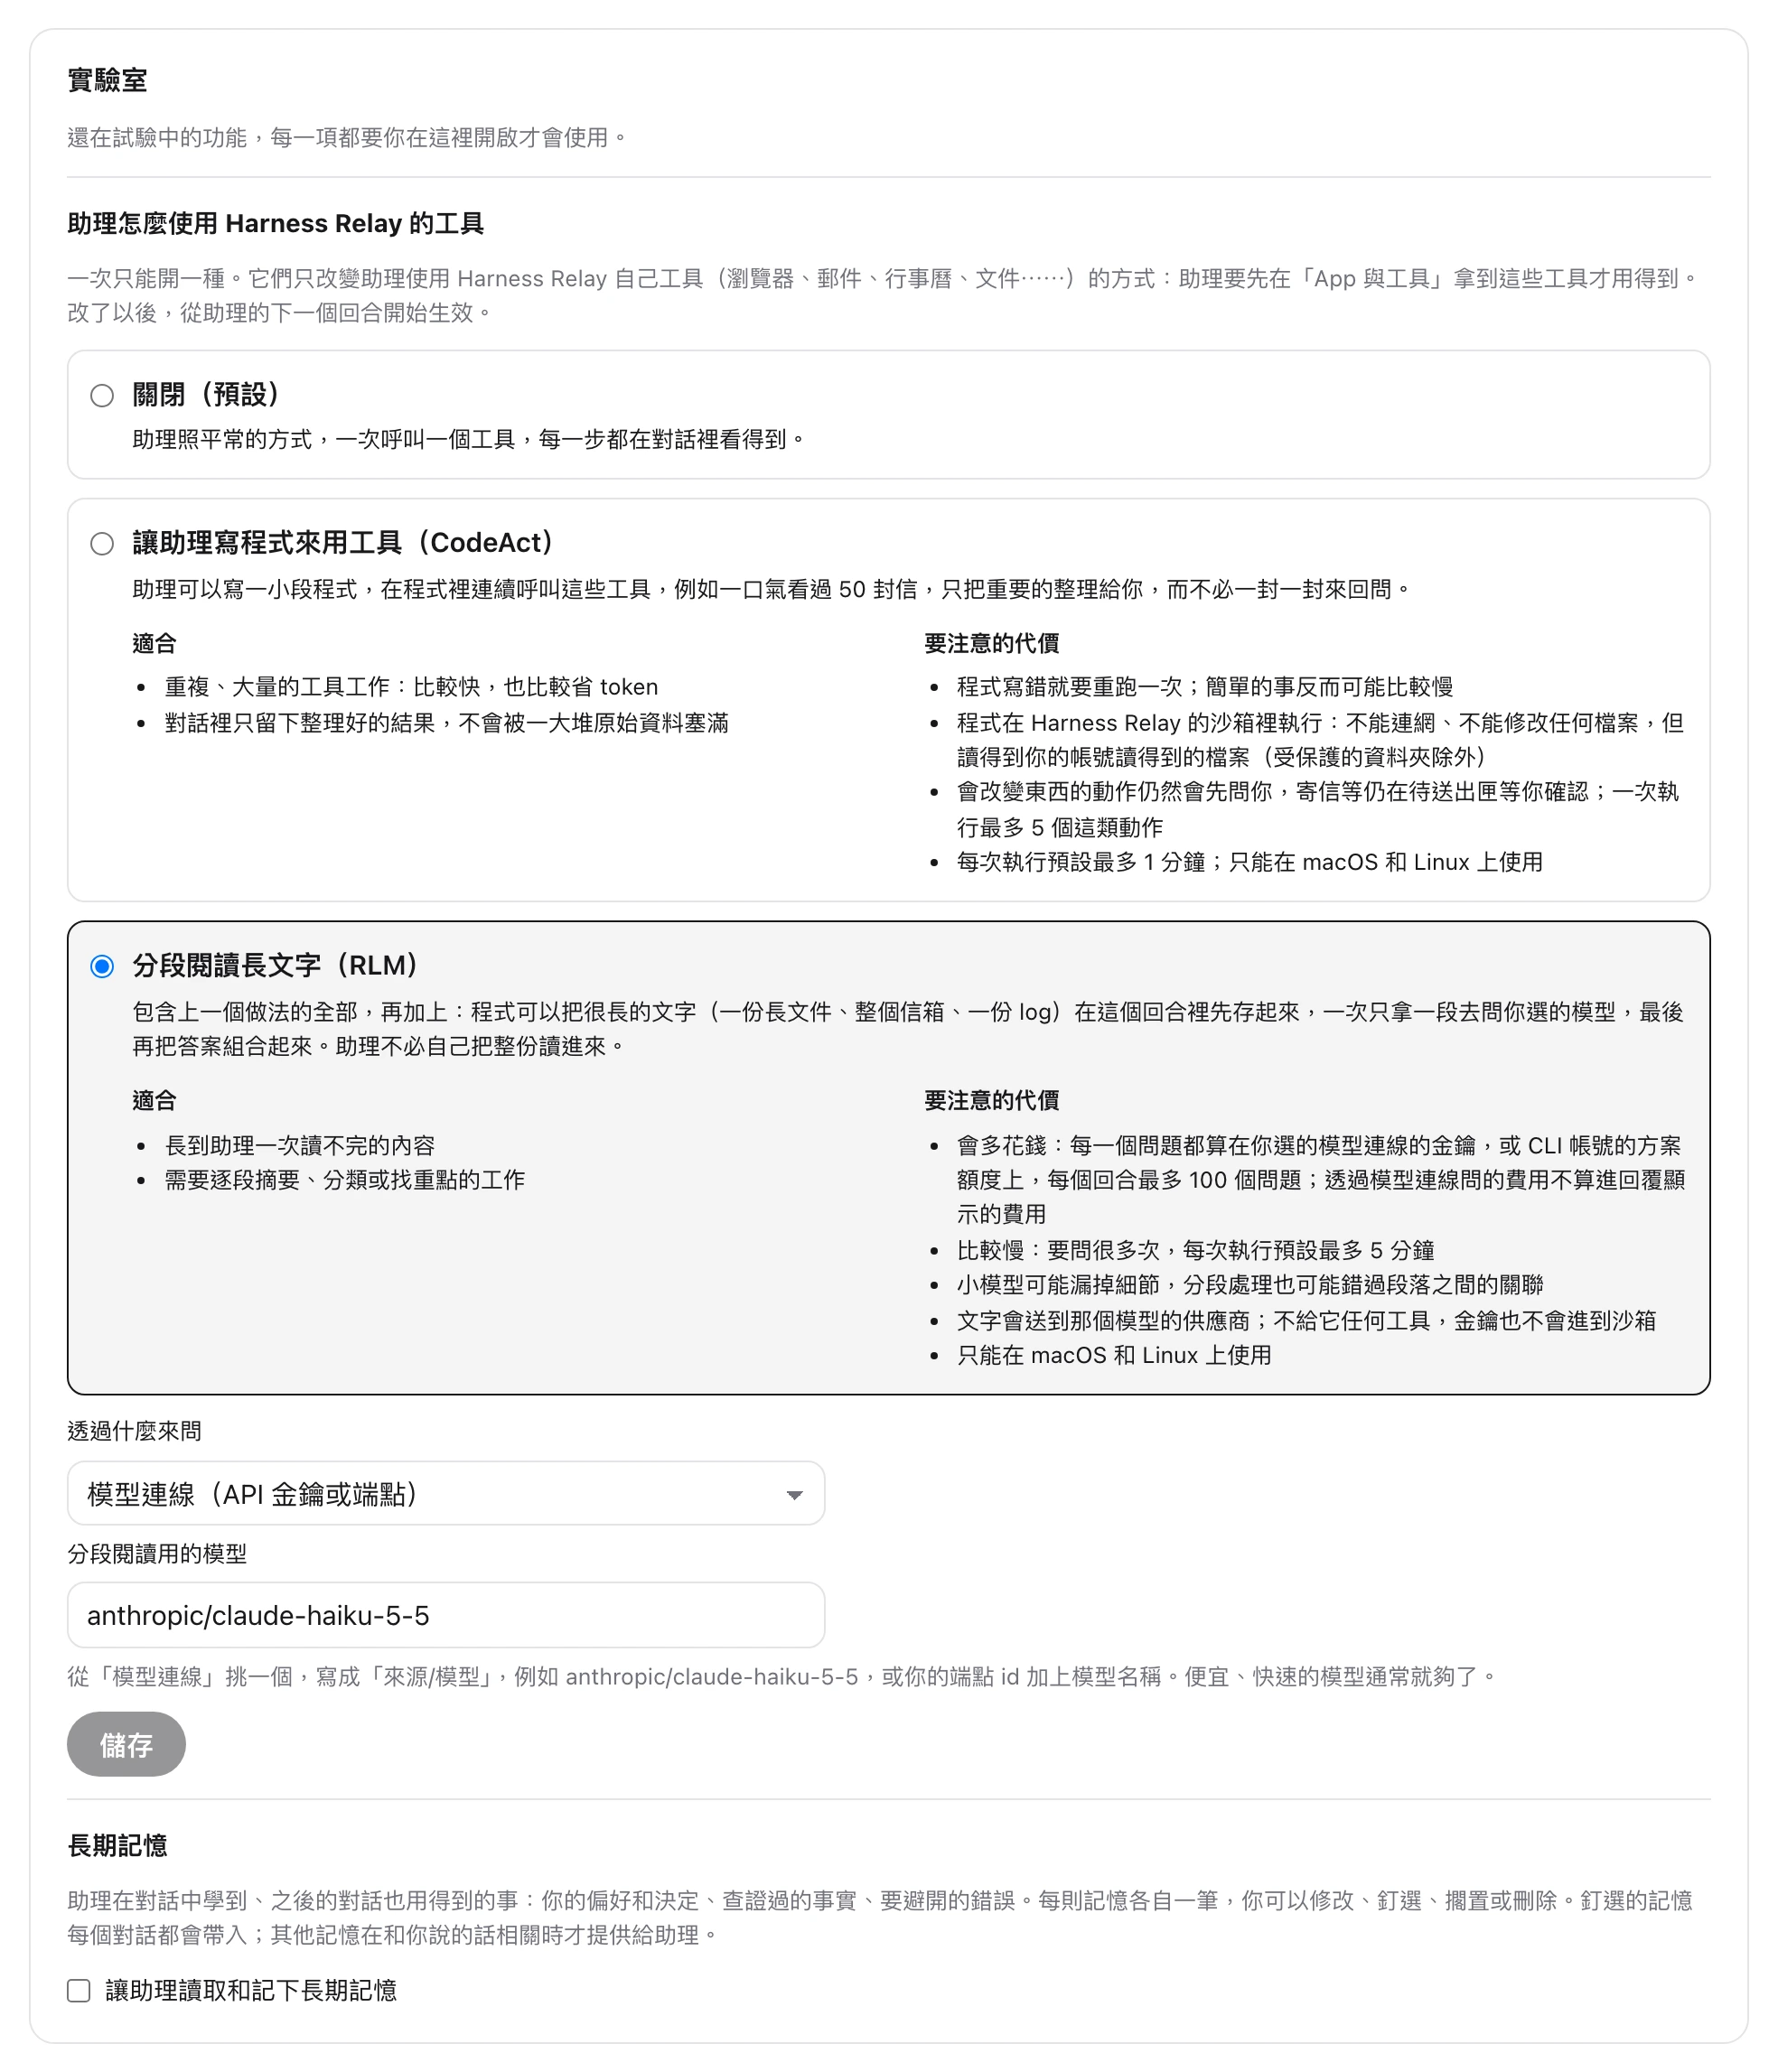 實驗室
還在試驗中的功能，每一項都要你在這裡開啟才會使用。
助理怎麼使用 Harness Relay 的工具
一次只能開一種。它們只改變助理使用 Harness Relay 自己工具（瀏覽器、郵件、行事曆、文件⋯⋯）的方式：助理要先在「App 與工具」拿到這些工具才用得到。
改了以後，從助理的下一個回合開始生效。
關閉（預設）
助理照平常的方式，一次呼叫一個工具，每一步都在對話裡看得到。
讓助理寫程式來用工具（CodeAct）
助理可以寫一小段程式，在程式裡連續呼叫這些工具，例如一口氣看過 50 封信，只把重要的整理給你，而不必一封一封來回問。
適合
重複、大量的工具工作：比較快，也比較省 token
對話裡只留下整理好的結果，不會被一大堆原始資料塞滿
要注意的代價
程式寫錯就要重跑一次；簡單的事反而可能比較慢
程式在 Harness Relay 的沙箱裡執行：不能連網、不能修改任何檔案，但
讀得到你的帳號讀得到的檔案（受保護的資料夾除外）
會改變東西的動作仍然會先問你，寄信等仍在待送出匣等你確認；一次執
行最多 5 個這類動作
每次執行預設最多 1 分鐘；只能在 macOS 和 Linux 上使用
分段閱讀長文字（RLM）
包含上一個做法的全部，再加上：程式可以把很長的文字（一份長文件、整個信箱、一份 log）在這個回合裡先存起來，一次只拿一段去問你選的模型，最後
再把答案組合起來。助理不必自己把整份讀進來。
適合
長到助理一次讀不完的內容
需要逐段摘要、分類或找重點的工作
要注意的代價
會多花錢：每一個問題都算在你選的模型連線的金鑰，或 CLI 帳號的方案
額度上，每個回合最多 100 個問題；透過模型連線問的費用不算進回覆顯
示的費用
比較慢：要問很多次，每次執行預設最多 5 分鐘
小模型可能漏掉細節，分段處理也可能錯過段落之間的關聯
文字會送到那個模型的供應商；不給它任何工具，金鑰也不會進到沙箱
只能在 macOS 和 Linux 上使用
透過什麼來問
模型連線（API 金鑰或端點）
分段閱讀用的模型
anthropic/claude-haiku-5-5
從「模型連線」挑一個，寫成「來源/模型」，例如 anthropic/claude-haiku-5-5，或你的端點 id 加上模型名稱。便宜、快速的模型通常就夠了。
儲存
長期記憶
助理在對話中學到、之後的對話也用得到的事：你的偏好和決定、查證過的事實、要避開的錯誤。每則記憶各自一筆，你可以修改、釘選、擱置或刪除。釘選的記憶
每個對話都會帶入；其他記憶在和你說的話相關時才提供給助理。
讓助理讀取和記下長期記憶